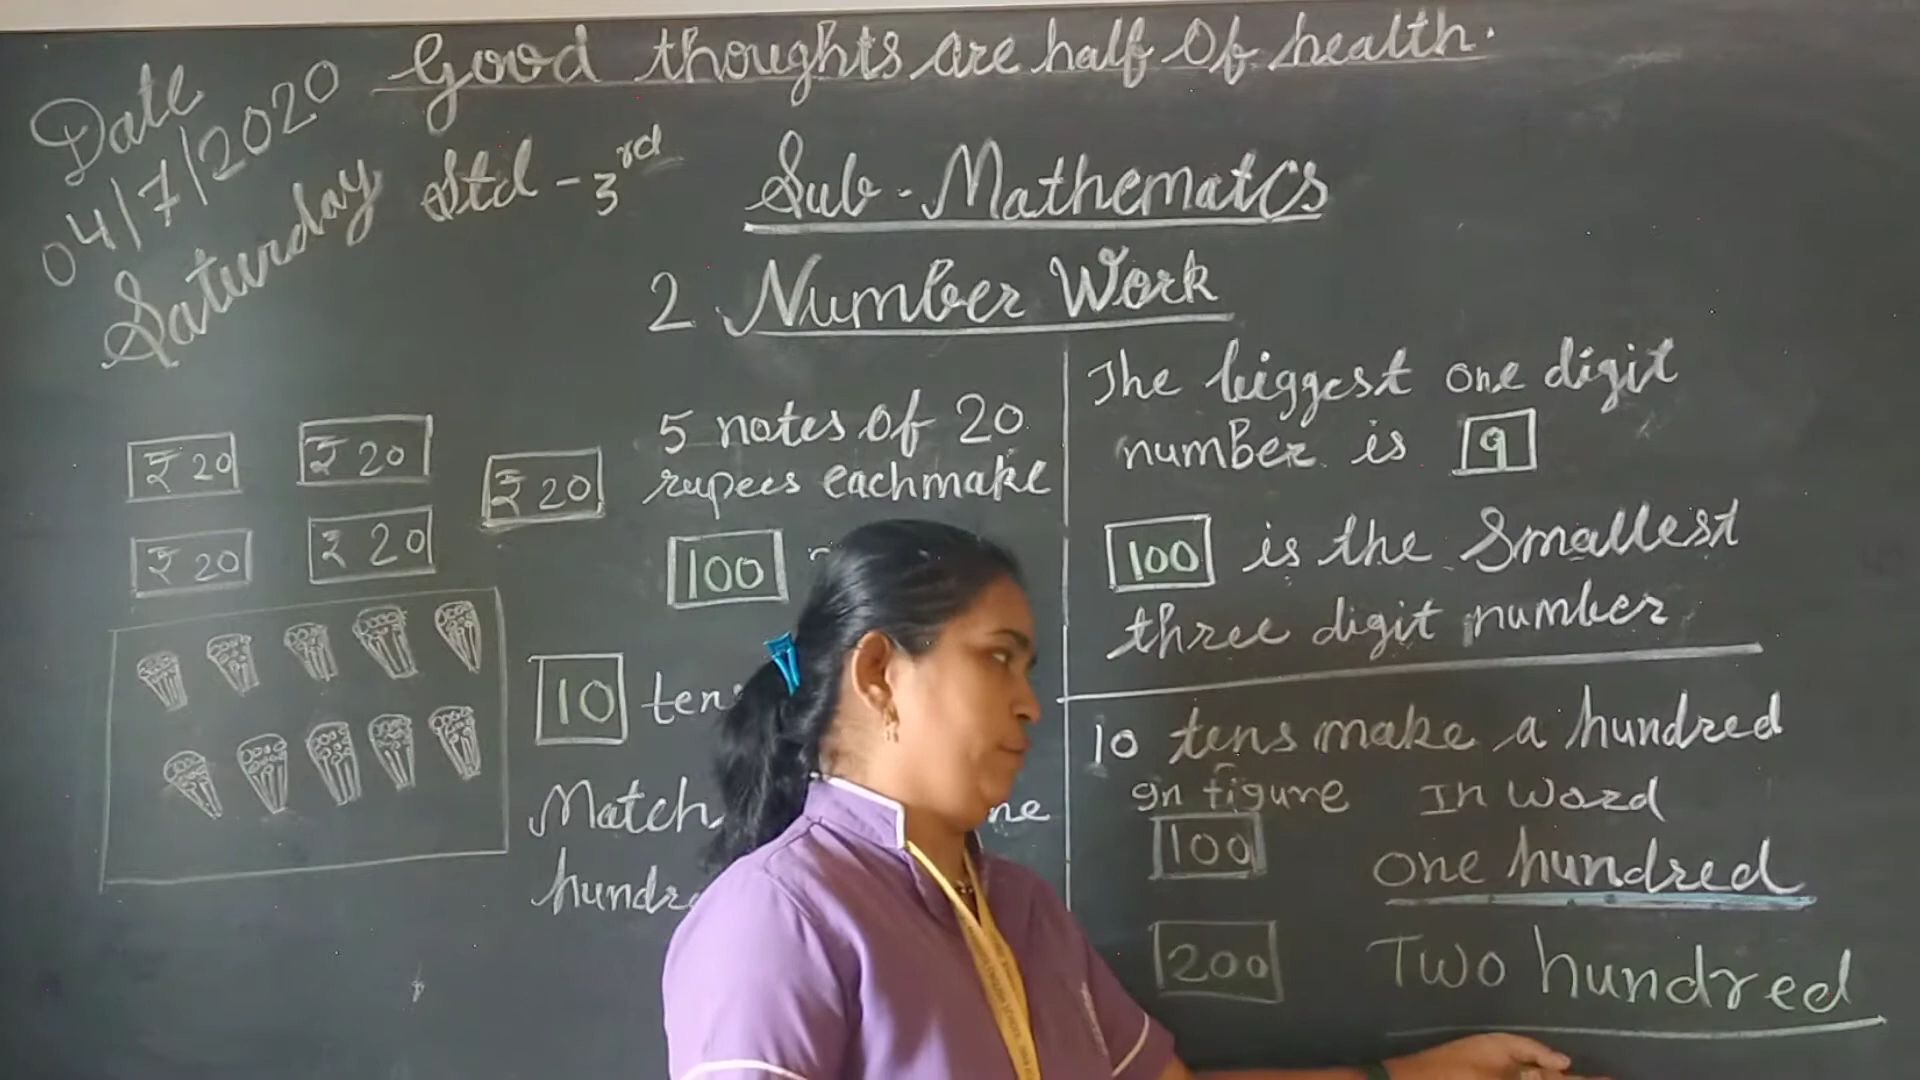 Good thoughts are half Of health.
Date
04/7/2020
Saturday
Std - 3rd
Sub - Mathematcs
2 Number Work
₹ 20
₹ 20
₹ 20
₹ 20
₹ 20
5 notes of 20
rupees eachmake
100
10 tens
Match
hundre
The biggest one digit
number is 9
100 is the Smallest
three digit number
10 tens make a hundred
In figure In word
100 one hundred
200 Two hundred